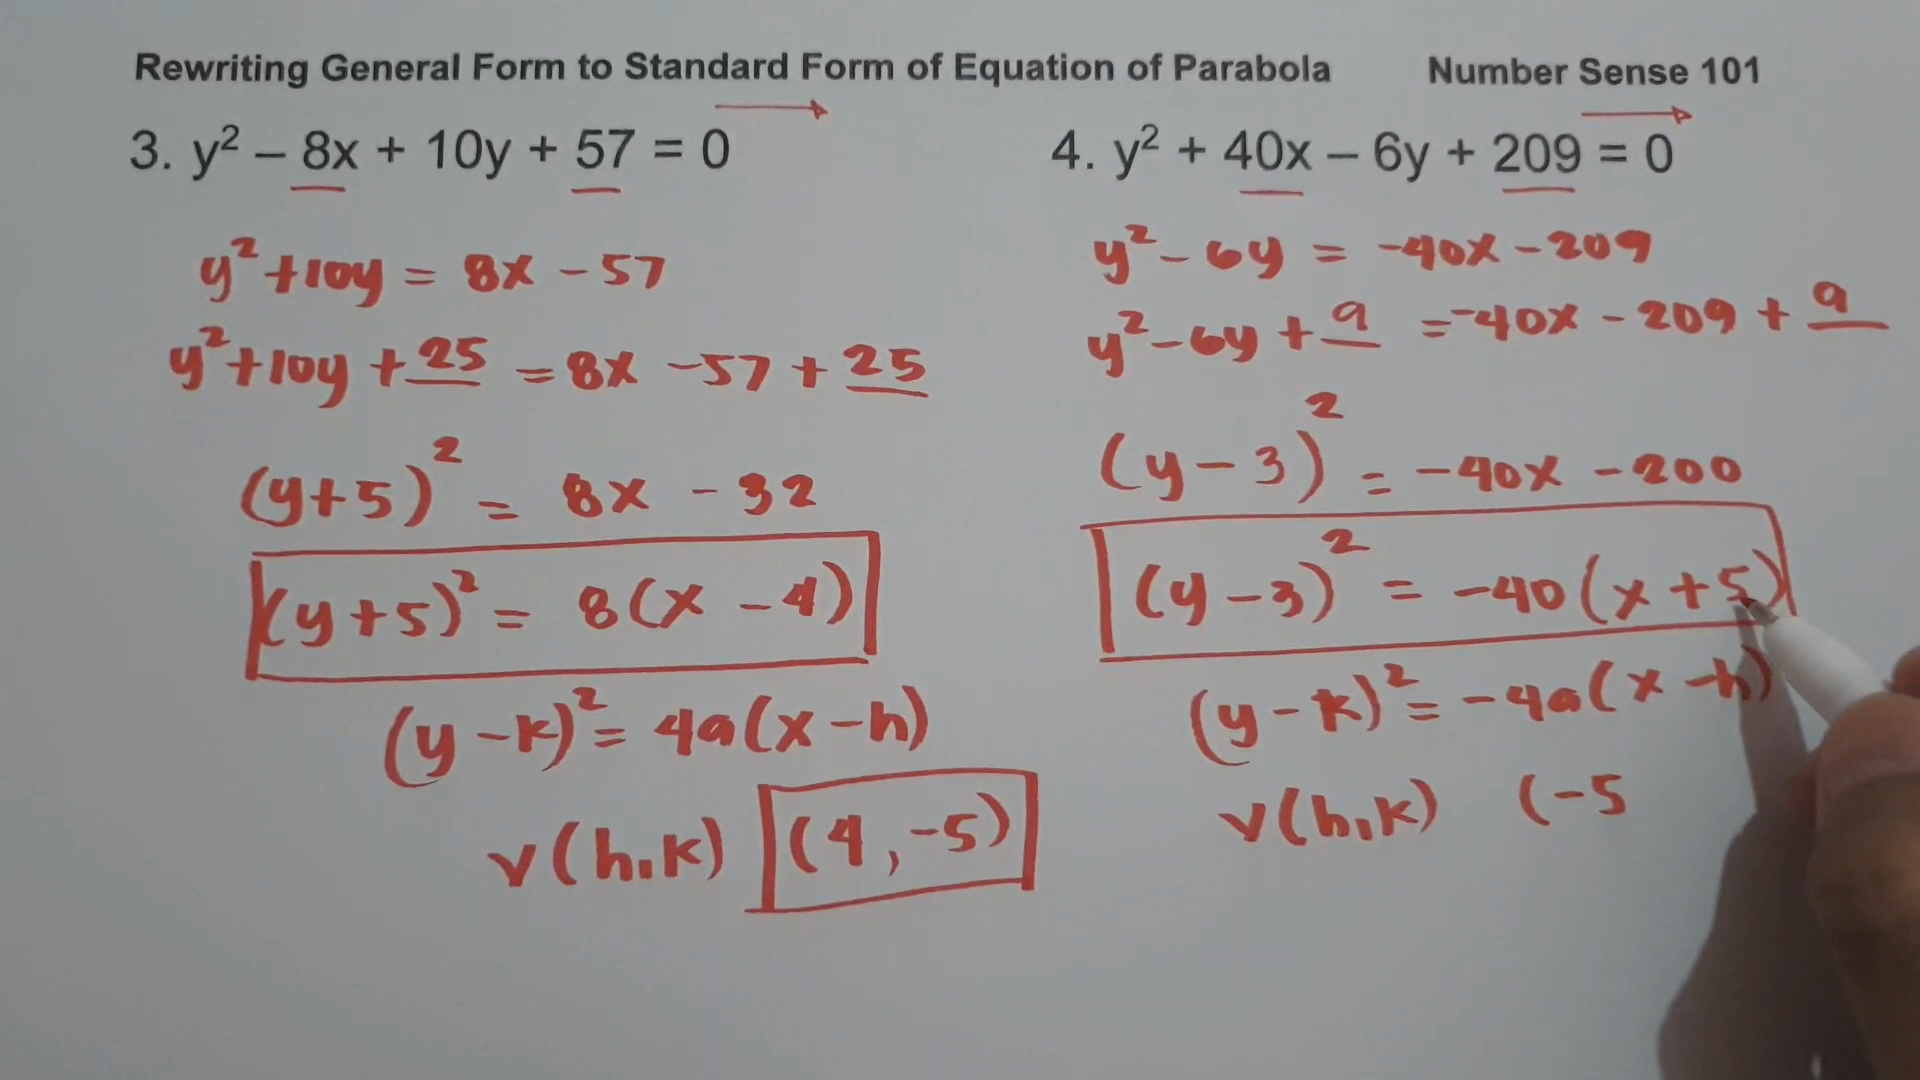 Rewriting General Form to Standard Form of Equation of Parabola Number Sense 101
3. y² – 8x + 10y + 57 = 0
y² + 10y = 8x - 57
y² + 10y + 25 = 8x - 57 + 25
(y+5)² = 8x - 32
(y+5)² = 8(x - 4)
(y - k)² = 4a(x - h)
V(h,k) (4, -5)
4. y² + 40x – 6y + 209 = 0
y² - 6y = -40x - 209
y² - 6y + 9 = -40x - 209 + 9
(y - 3)² = -40x - 200
(y - 3)² = -40(x + 5)
(y - k)² = -4a(x - h)
V(h,k) (-5